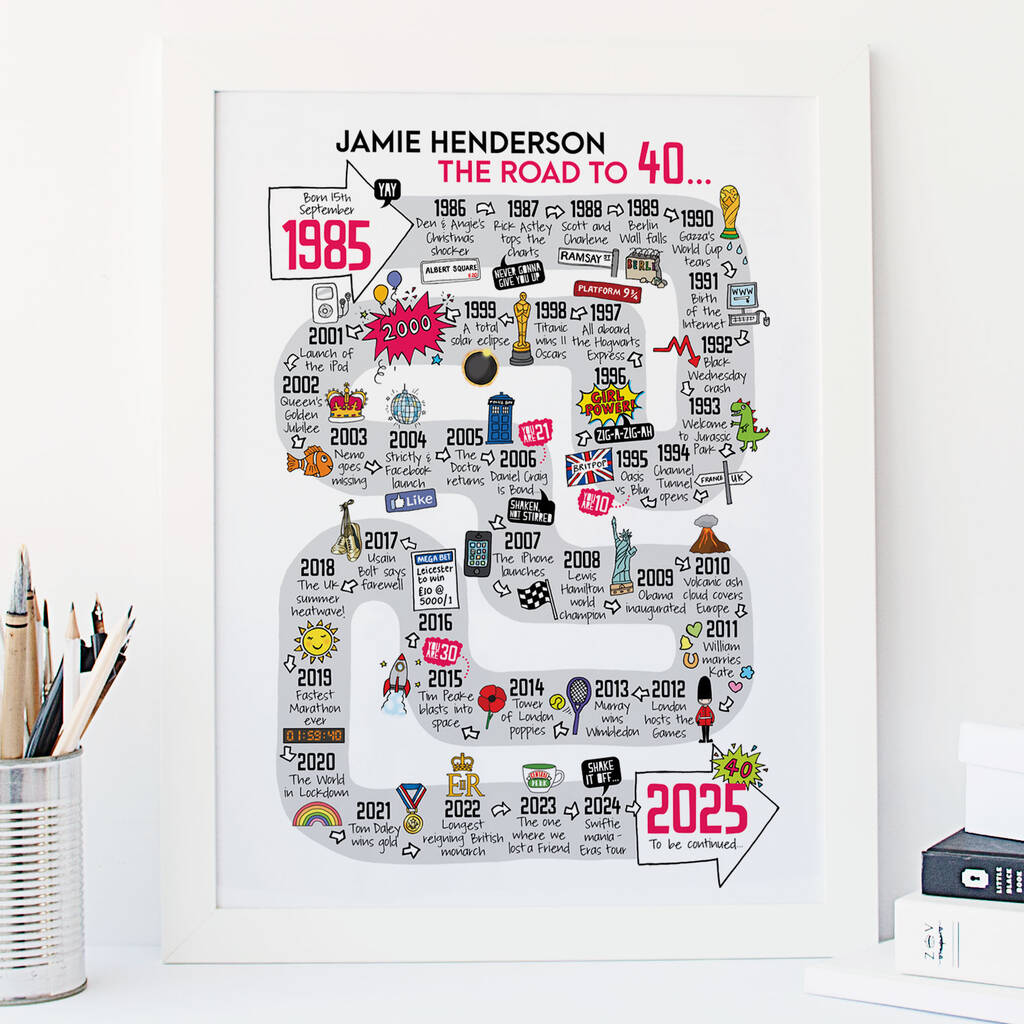 JAMIE HENDERSON
THE ROAD TO 40...
Born 15th
September
1985
YAY
1986
Den & Angie's
Christmas
shocker
ALBERT SQUARE E20
1987
Rick Astley
tops the
charts
NEVER GONNA
GIVE YOU UP
1988
Scott and
Charlene
RAMSAY ST
1989
Berlin
Wall falls
BERLI
1990
Gazza's
World Cup
tears
1991
Birth
of the
Internet
WWW
1992
Black
Wednesday
crash
1993
Welcome
to Jurassic
Park
1994
Channel
Tunnel
opens
FRANCE
UK
1995
Oasis
vs Blur
BRITPOP
YOU ARE 10
1996
GIRL
POWER!
ZIG-A-ZIG-AH
1997
All aboard
the Hogwarts
Express
PLATFORM 9¾
1998
Titanic
wins 11
Oscars
1999
A total
solar eclipse
2000
2001
Launch of
the iPod
2002
Queen's
Golden
Jubilee
2003
Nemo
goes
missing
2004
Strictly &
Facebook
launch
Like
2005
The
Doctor
returns
POLICE BOX
YOU ARE 21
2006
Daniel Craig
is Bond
SHAKEN,
NOT STIRRED
2007
The iPhone
launches
2008
Lewis
Hamilton
world
champion
2009
Obama
inaugurated
2010
Volcanic ash
cloud covers
Europe
2011
William
marries
Kate
2012
London
hosts the
Games
2013
Murray
wins
Wimbledon
2014
Tower
of London
poppies
2015
Tim Peake
blasts into
space
YOU ARE 30
2016
MEGA BET
Leicester
to win
£10 @
5000/1
2017
Usain
Bolt says
farewell
2018
The UK
summer
heatwave!
2019
Fastest
Marathon
ever
01:59:40
2020
The World
in Lockdown
2021
Tom Daley
wins gold
2022
Longest
reigning British
monarch
EIIR
2023
The one
where we
lost a Friend
2024
Swiftie
mania -
Eras tour
SHAKE
IT OFF...
40
2025
To be continued...
LITTLE
BLACK
BOOK